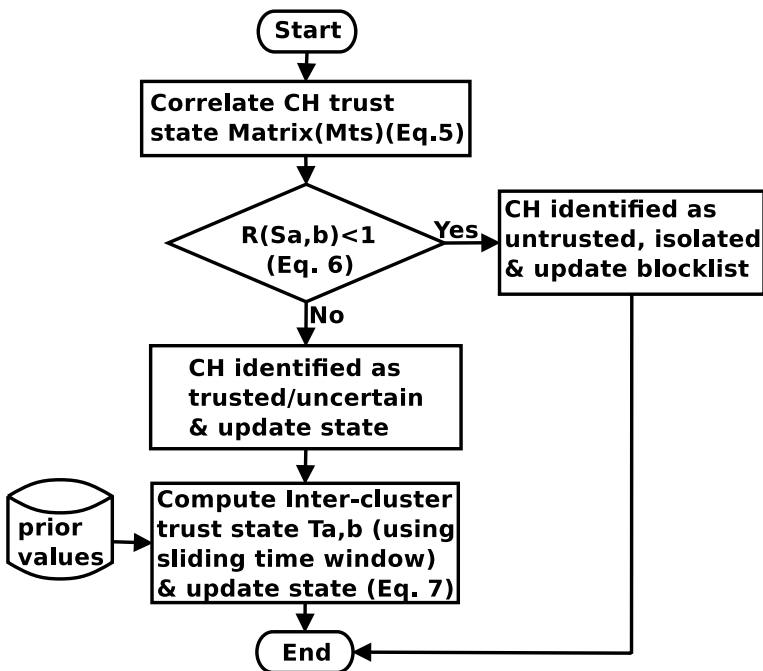 Start
Correlate CH trust
state Matrix(Mts)(Eq.5)
R(Sa,b)<1
(Eq. 6)
Yes
CH identified as
untrusted, isolated
& update blocklist
No
CH identified as
trusted/uncertain
& update state
prior
values
Compute Inter-cluster
trust state Ta,b (using
sliding time window)
& update state (Eq. 7)
End